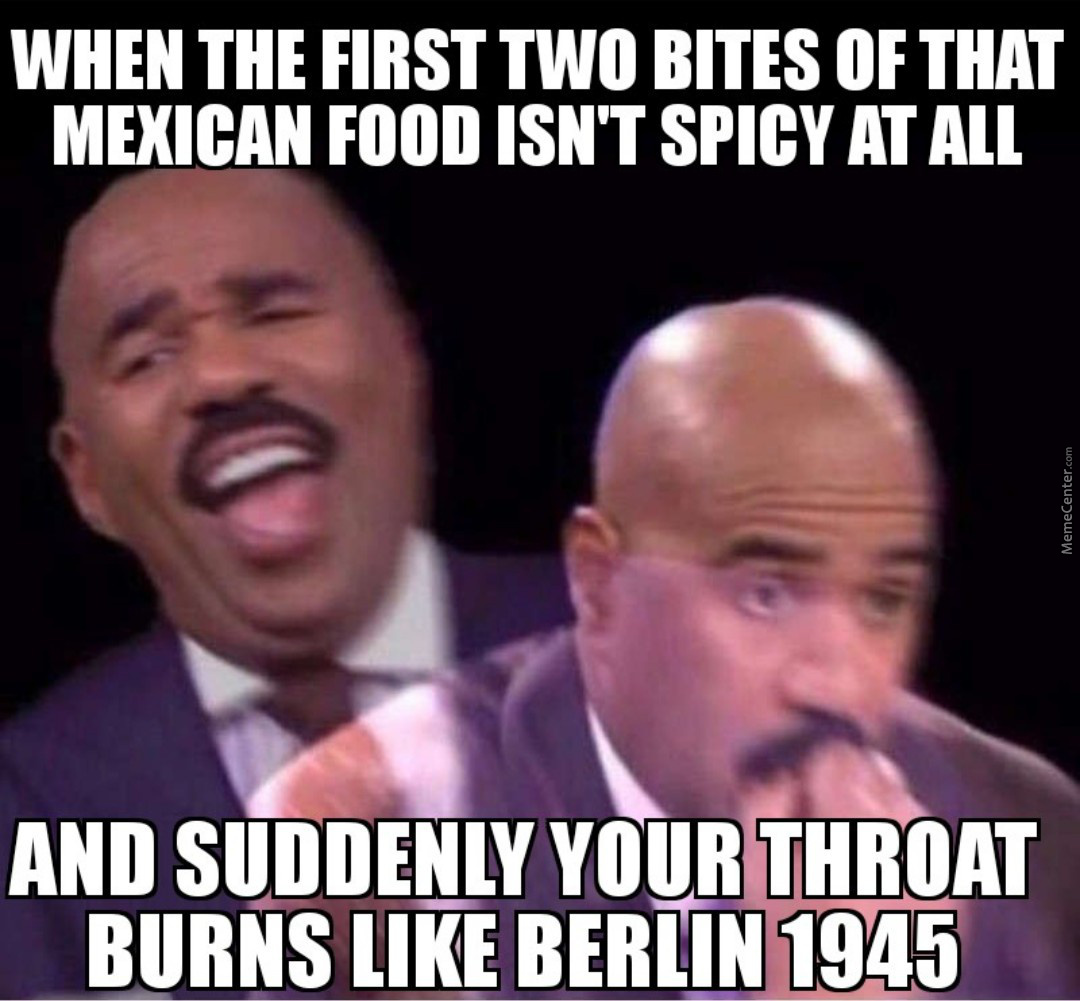 WHEN THE FIRST TWO BITES OF THAT
MEXICAN FOOD ISN'T SPICY AT ALL
MemeCenter.com
AND SUDDENLY YOUR THROAT
BURNS LIKE BERLIN 1945